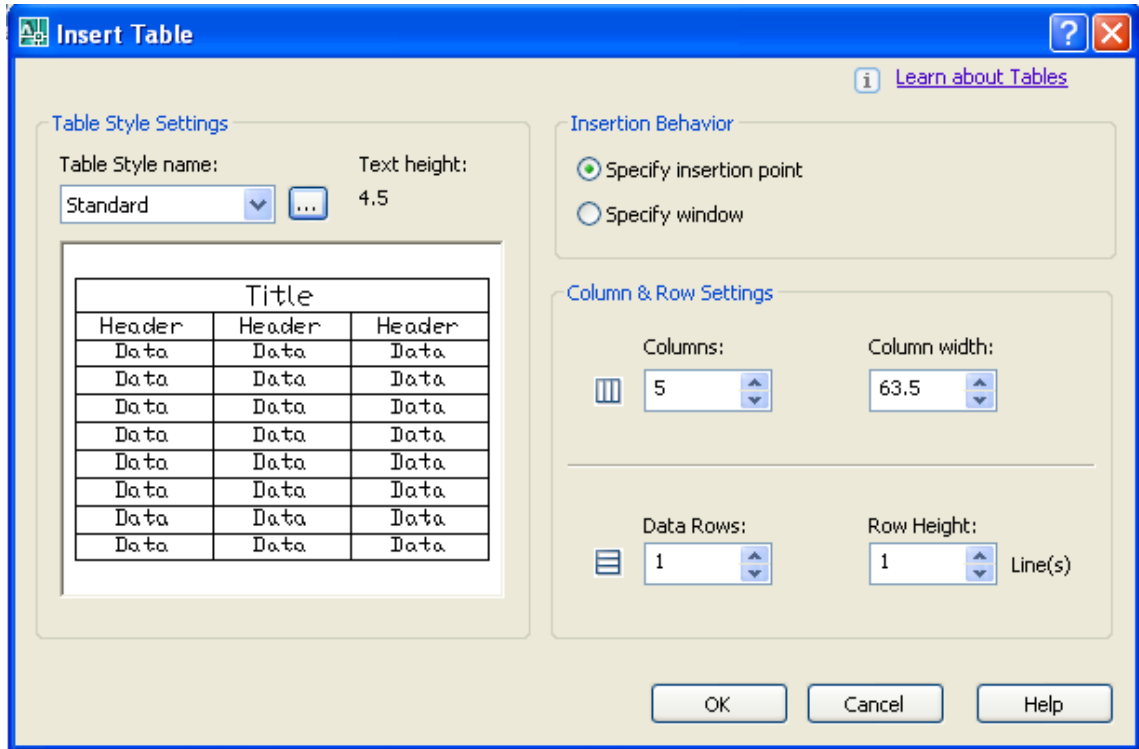 Insert Table
Learn about Tables
Table Style Settings
Table Style name:
Text height:
Standard
...
4.5
Title
Header Header Header
Data Data Data
Data Data Data
Data Data Data
Data Data Data
Data Data Data
Data Data Data
Data Data Data
Data Data Data
Insertion Behavior
Specify insertion point
Specify window
Column & Row Settings
Columns:
Column width:
5
63.5
Data Rows:
Row Height:
1
1
Line(s)
OK
Cancel
Help